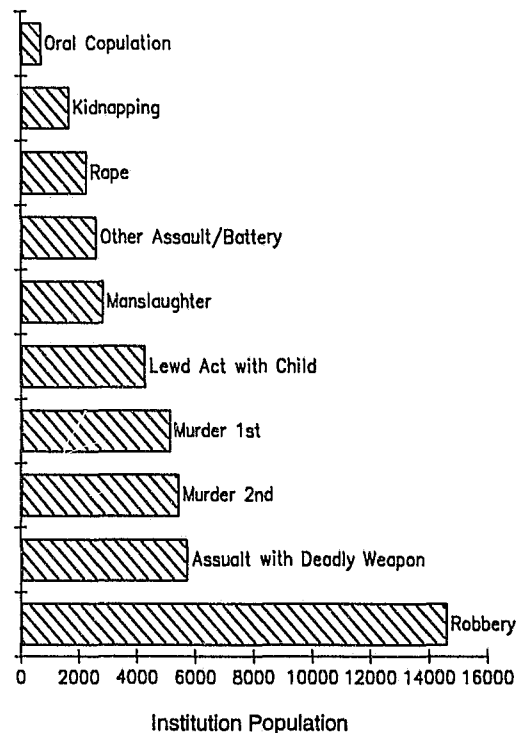 Oral Copulation
Kidnapping
Rape
Other Assault/Battery
Manslaughter
Lewd Act with Child
Murder 1st
Murder 2nd
Assualt with Deadly Weapon
Robbery
0 2000 4000 6000 8000 10000 12000 14000 16000
Institution Population